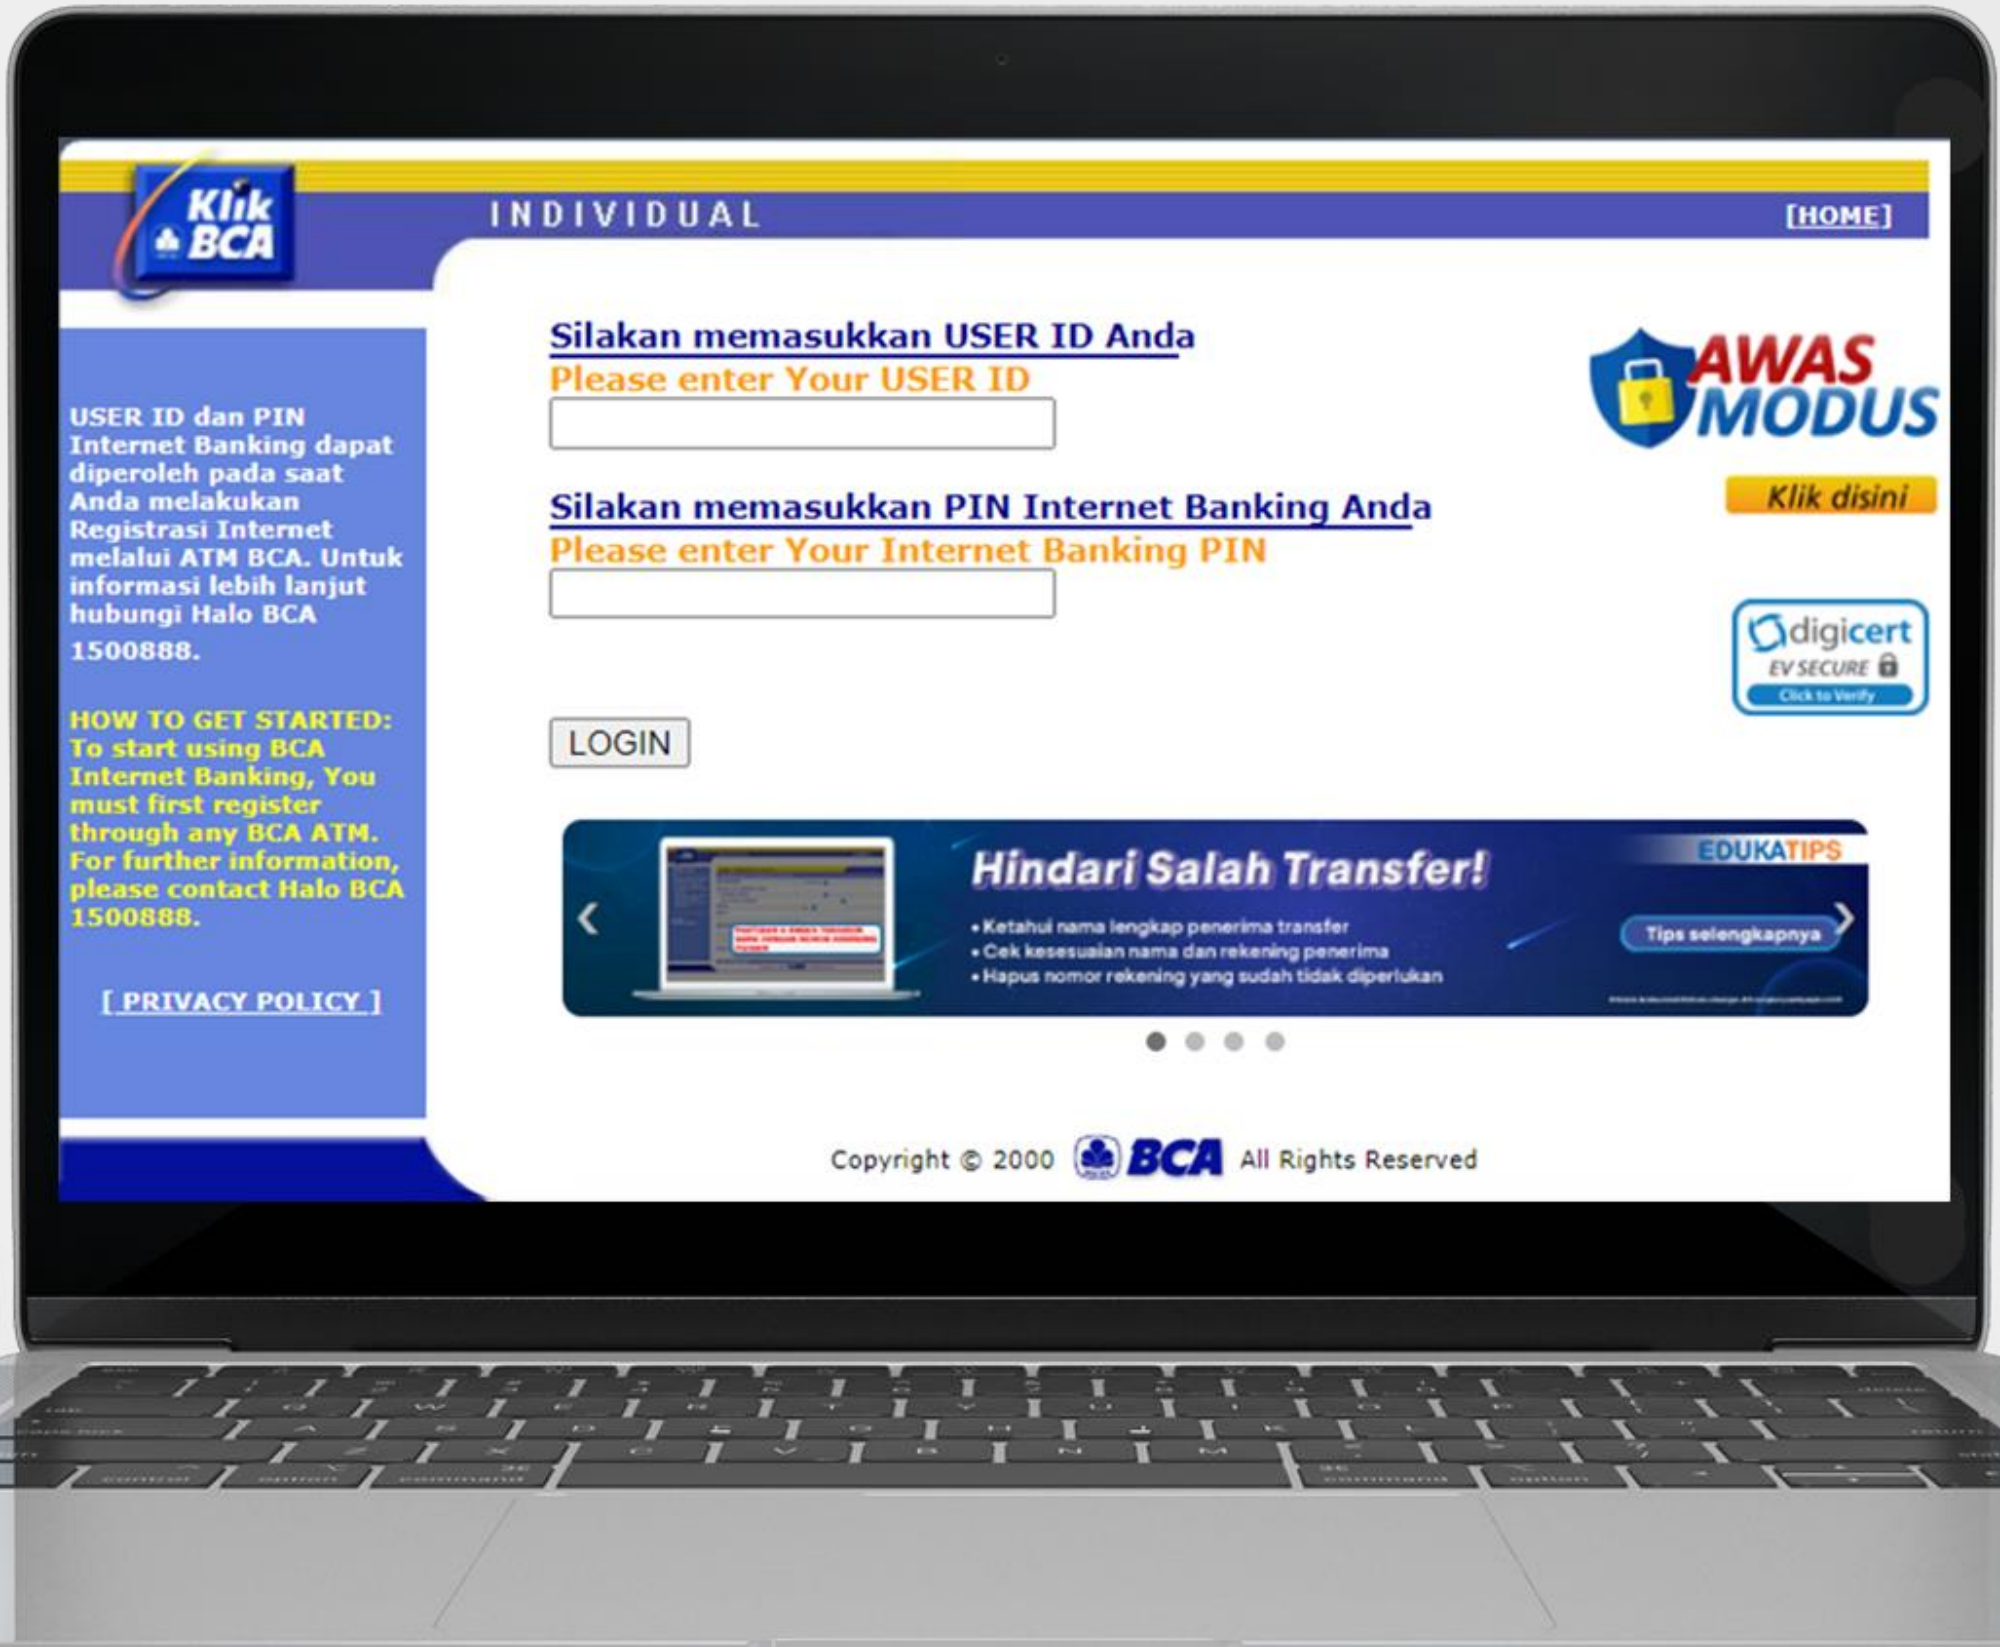 Klik
BCA
INDIVIDUAL
[HOME]
Silakan memasukkan USER ID Anda
Please enter Your USER ID
Silakan memasukkan PIN Internet Banking Anda
Please enter Your Internet Banking PIN
LOGIN
USER ID dan PIN
Internet Banking dapat
diperoleh pada saat
Anda melakukan
Registrasi Internet
melalui ATM BCA. Untuk
informasi lebih lanjut
hubungi Halo BCA
1500888.
HOW TO GET STARTED:
To start using BCA
Internet Banking, You
must first register
through any BCA ATM.
For further information,
please contact Halo BCA
1500888.
[ PRIVACY POLICY ]
AWAS
MODUS
Klik disini
digicert
EV SECURE
Click to Verify
Hindari Salah Transfer!
• Ketahui nama lengkap penerima transfer
• Cek kesesuaian nama dan rekening penerima
• Hapus nomor rekening yang sudah tidak diperlukan
EDUKATIPS
Tips selengkapnya
Copyright © 2000 BCA All Rights Reserved